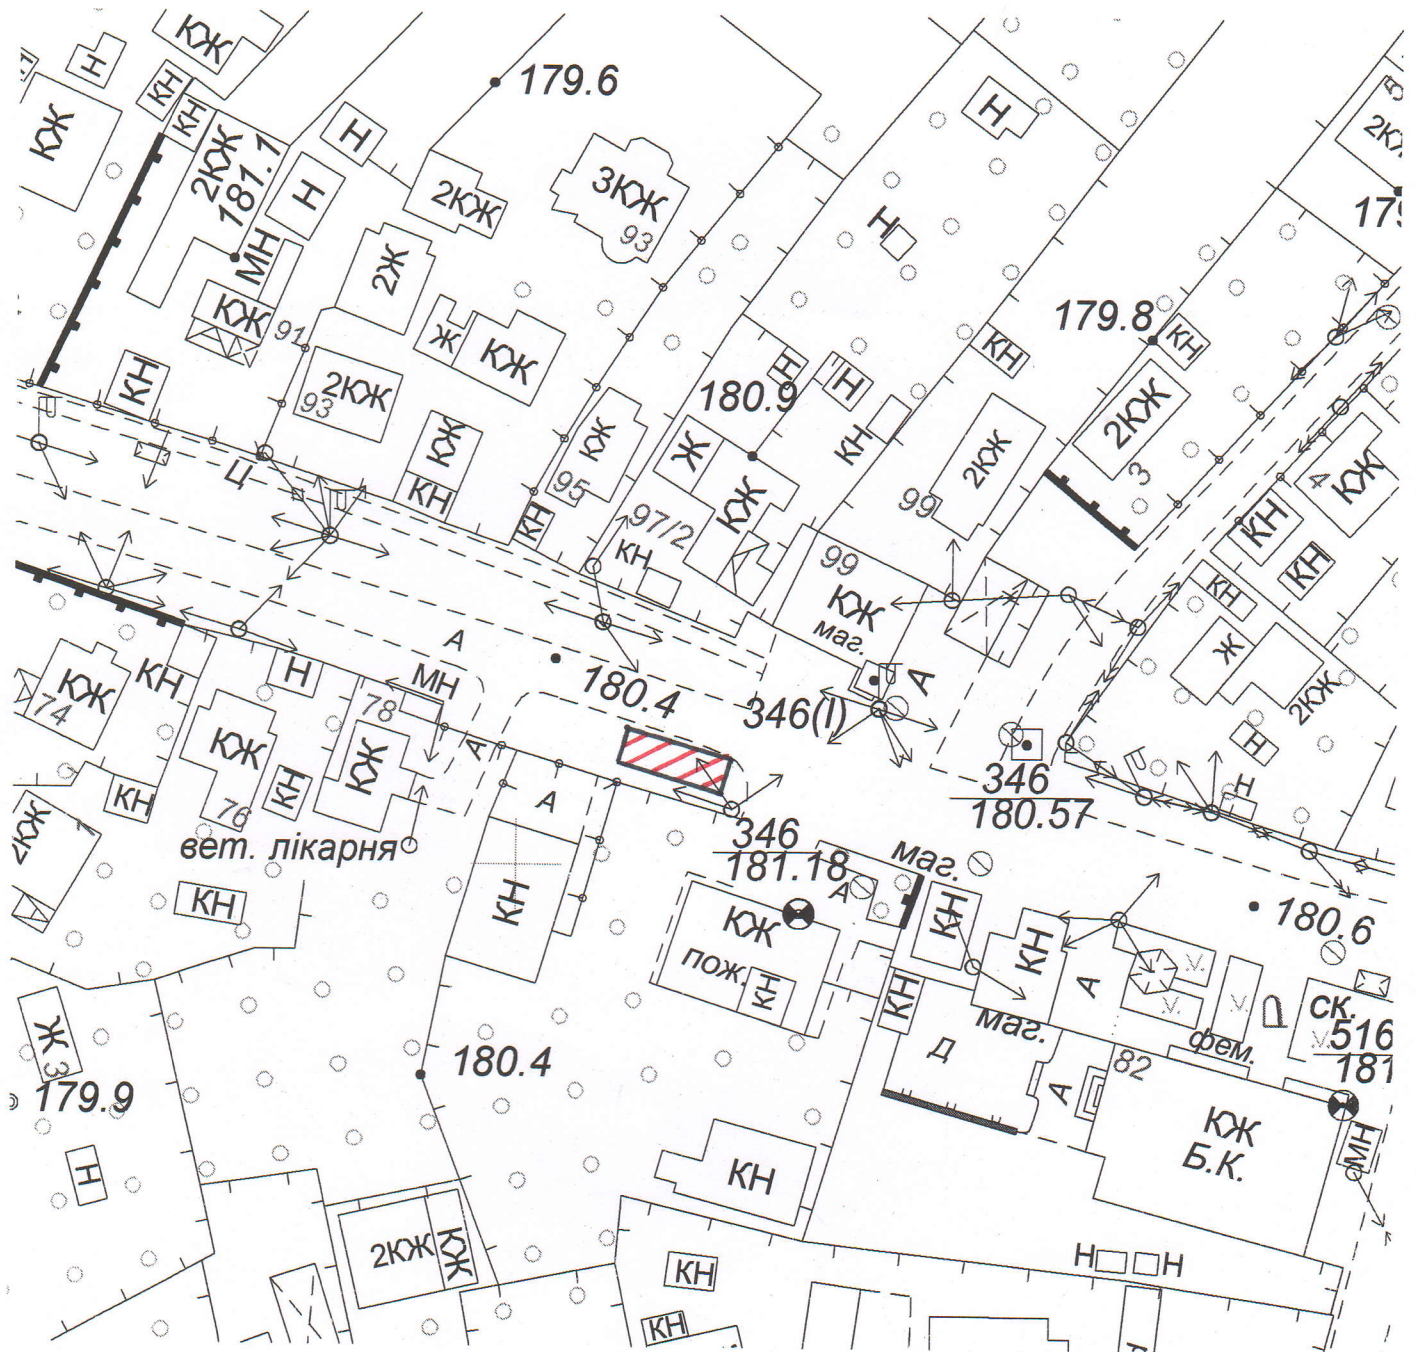 КЖ
Н
КН
179.6
КН
5
2КЖ
КЖ
2КЖ
181.1
Н
Н
Н
3КЖ
93
2КЖ
Н
179
МН
2Ж
КЖ
91
Ж
КЖ
179.8
КН
КН
2КЖ
93
КН
180.9
Н
Н
2КЖ
КЖ
КН
КЖ
95
Ж
КН
2КЖ
3
4
КЖ
Ц
КН
КЖ
99
КН
97/2
КН
КН
99
КЖ
маг.
КН
Ж
2КЖ
А
180.4
КН
КЖ
74
Н
МН
78
КЖ
76
КН
КЖ
А
А
346(І)
А
346
180.57
Н
Н
КН
2КЖ
вет. лікарня
346
181.18
А
маг.
КН
КН
КН
КЖ
пож.
КН
180.6
КН
маг.
А
ск.
516
181
фем.
82
Д
А
Ж
3
179.9
180.4
КЖ
Б.К.
МН
Н
КН
2КЖ
КЖ
КН
КН
Н
Н